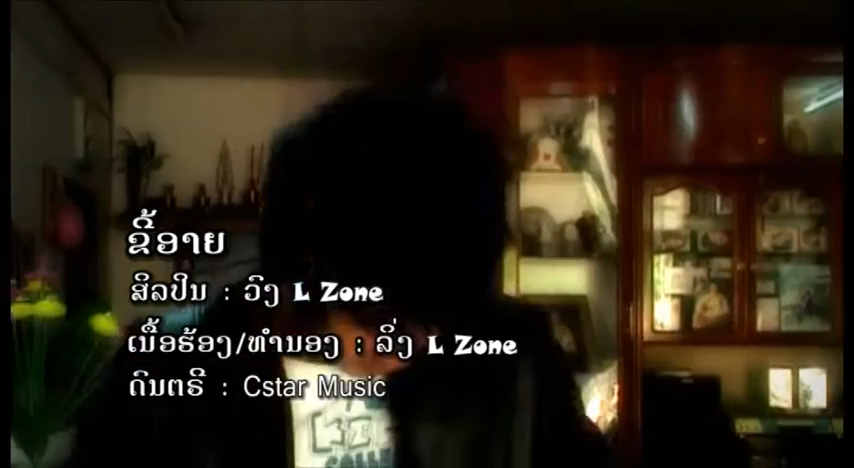 ຂີ້ອາຍ
ສິລປິນ : ວົງ L Zone
ເນື້ອຮ້ອງ/ທຳນອງ : ລິ່ງ L Zone
ດົນຕຣີ : Cstar Music